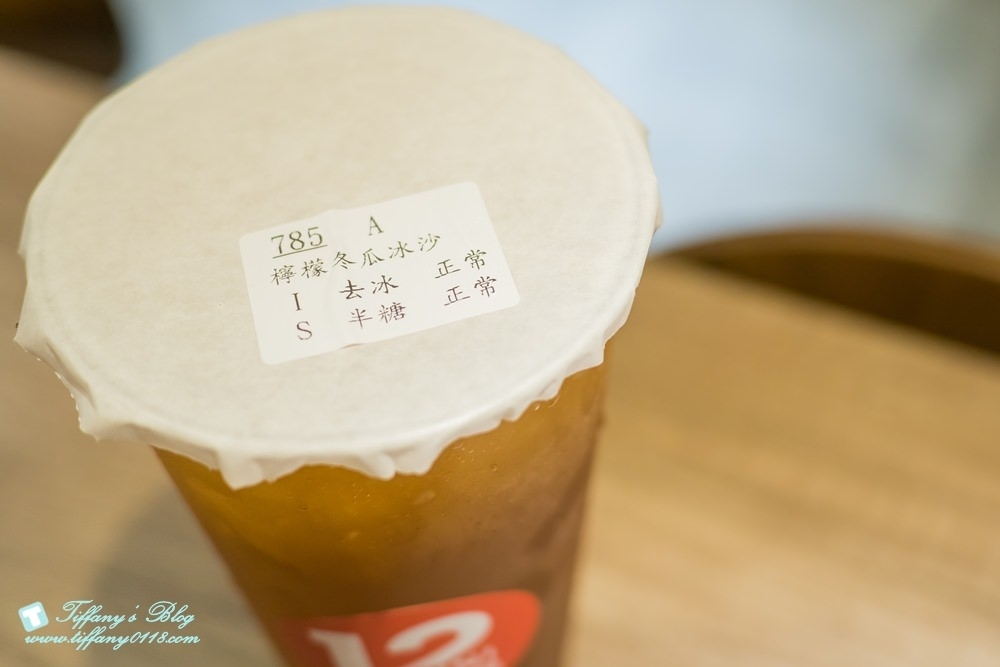 785 A
檸檬冬瓜冰沙
I 去冰 正常
S 半糖 正常
12
T Tiffany's Blog
www.tiffany0118.com